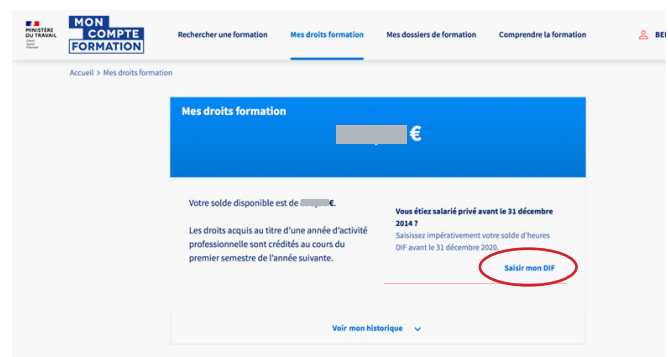 MINISTÈRE
DU TRAVAIL
MON
COMPTE
FORMATION
Rechercher une formation Mes droits formation Mes dossiers de formation Comprendre la formation BE
Accueil > Mes droits formation
Mes droits formation
€
Votre solde disponible est de €.
Les droits acquis au titre d'une année d'activité
professionnelle sont crédités au cours du
premier semestre de l'année suivante.
Vous étiez salarié privé avant le 31 décembre
2014 ?
Saisissez impérativement votre solde d'heures
DIF avant le 31 décembre 2020.
Saisir mon DIF
Voir mon historique